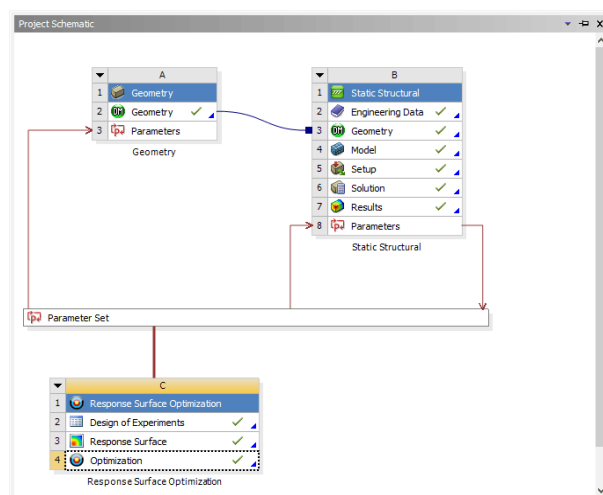 Project Schematic
A
1 Geometry
2 Geometry
3 Parameters
Geometry
B
1 Static Structural
2 Engineering Data
3 Geometry
4 Model
5 Setup
6 Solution
7 Results
8 Parameters
Static Structural
Parameter Set
C
1 Response Surface Optimization
2 Design of Experiments
3 Response Surface
4 Optimization
Response Surface Optimization